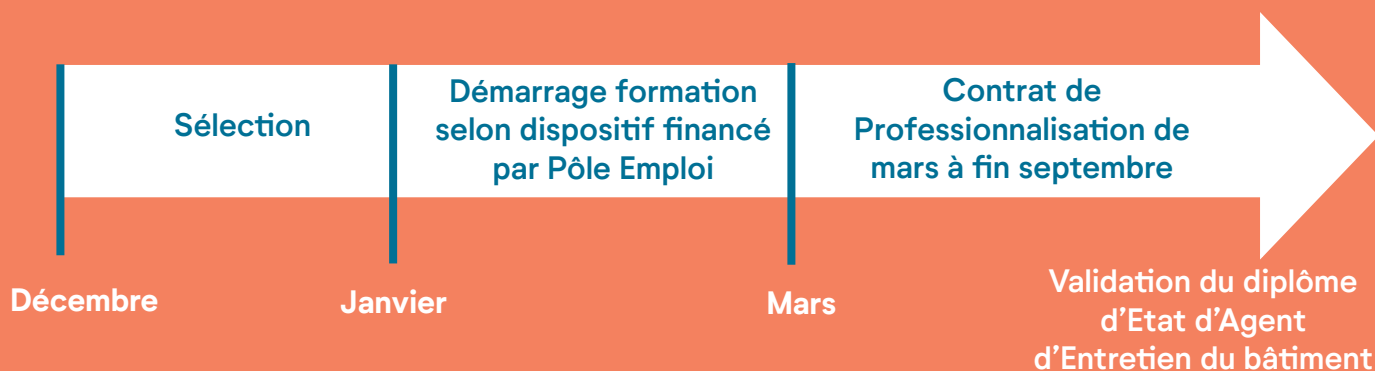 Sélection
Démarrage formation
selon dispositif financé
par Pôle Emploi
Contrat de
Professionnalisation de
mars à fin septembre
Décembre
Janvier
Mars
Validation du diplôme
d'Etat d'Agent
d'Entretien du bâtiment